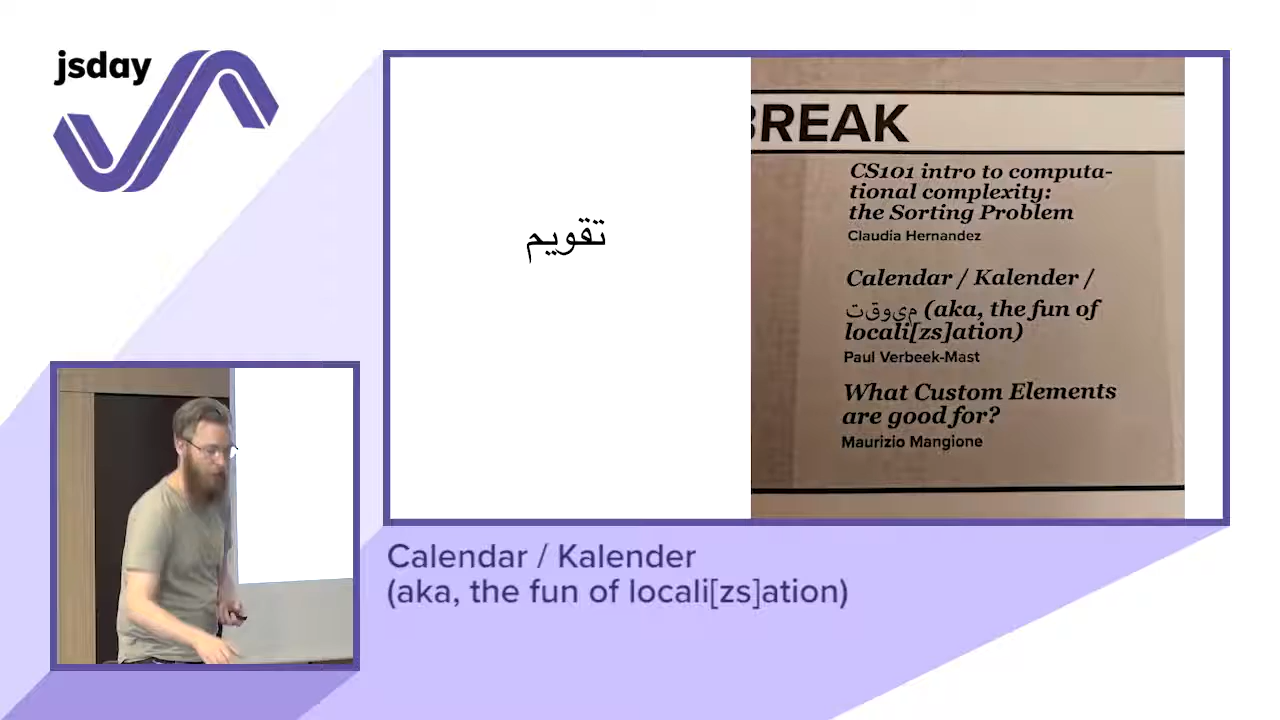 jsday
تقويم
BREAK
CS101 intro to computa-
tional complexity:
the Sorting Problem
Claudia Hernandez
Calendar / Kalender /
ميوقت (aka, the fun of
locali[zs]ation)
Paul Verbeek-Mast
What Custom Elements
are good for?
Maurizio Mangione
Calendar / Kalender
(aka, the fun of locali[zs]ation)